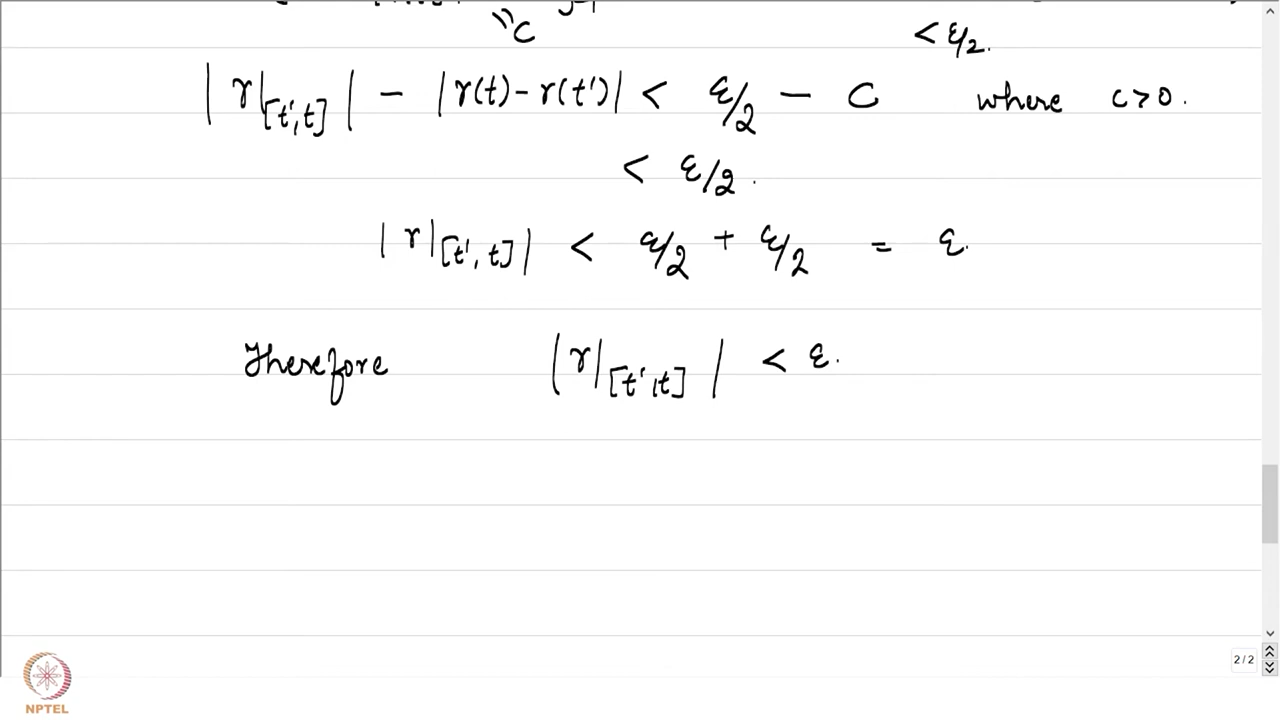 C
< ε/2.
|γ|[t',t]| - |γ(t) - γ(t')| < ε/2 - C where C>0.
< ε/2.
|γ|[t',t]| < ε/2 + ε/2 = ε.
Therefore |γ|[t',t]| < ε.
2/2
NPTEL